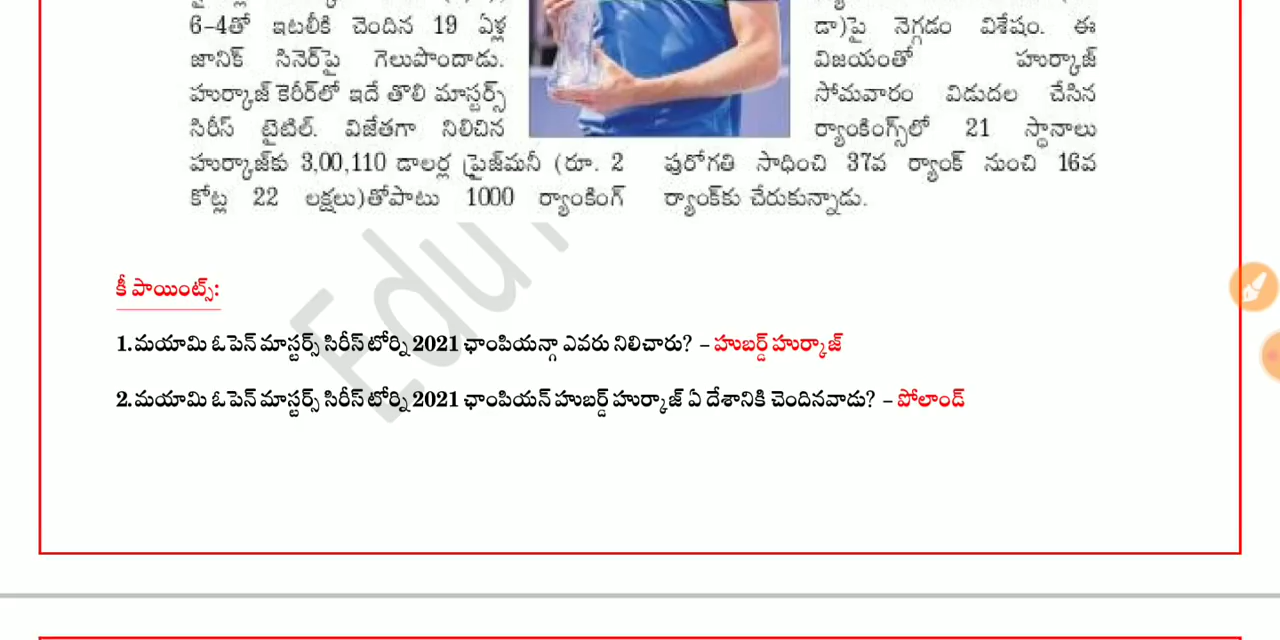 6-4తో ఇటలీకి చెందిన 19 ఏళ్ల
జానిక్ సినెర్‌పై గెలుపొందాడు.
హుర్కాజ్ కెరీర్‌లో ఇదే తొలి మాస్టర్స్
సిరీస్ టైటిల్. విజేతగా నిలిచిన
హుర్కాజ్‌కు 3,00,110 డాలర్ల ప్రైజ్‌మనీ (రూ. 2
కోట్ల 22 లక్షలు)తోపాటు 1000 ర్యాంకింగ్
డా)పై నెగ్గడం విశేషం. ఈ
విజయంతో హుర్కాజ్
సోమవారం విడుదల చేసిన
ర్యాంకింగ్స్‌లో 21 స్థానాలు
పురోగతి సాధించి 37వ ర్యాంక్ నుంచి 16వ
ర్యాంక్‌కు చేరుకున్నాడు.
Edu
కీ పాయింట్స్:
1.మయామి ఓపెన్ మాస్టర్స్ సిరీస్ టోర్నీ 2021 ఛాంపియన్గా ఎవరు నిలిచారు? – హుబర్డ్ హుర్కాజ్
2.మయామి ఓపెన్ మాస్టర్స్ సిరీస్ టోర్నీ 2021 ఛాంపియన్ హుబర్డ్ హుర్కాజ్ ఏ దేశానికి చెందినవాడు? – పోలాండ్